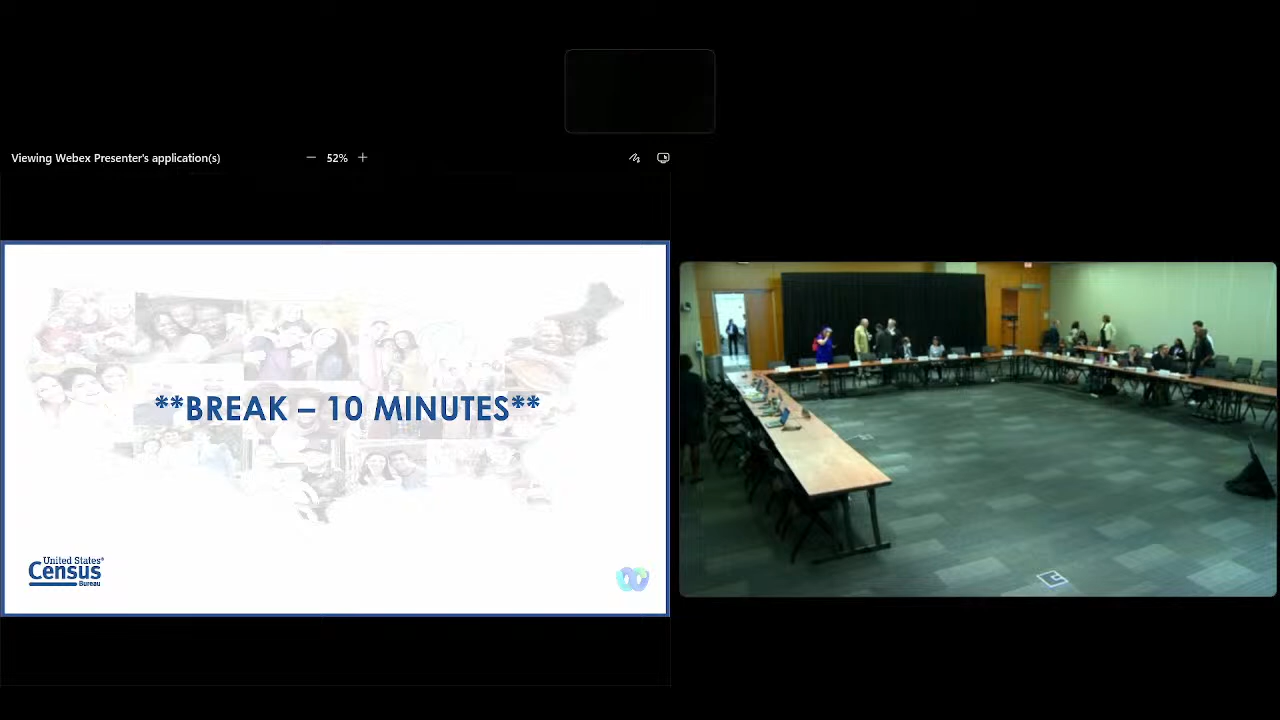 Viewing Webex Presenter's application(s)
52%
**BREAK – 10 MINUTES**
United States®
Census
Bureau